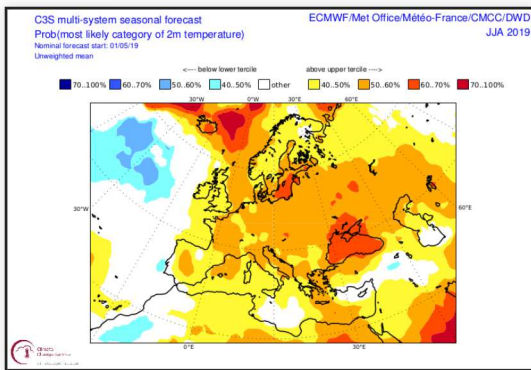 C3S multi-system seasonal forecast
ECMWF/Met Office/Météo-France/CMCC/DWD
Prob(most likely category of 2m temperature)
JJA 2019
Nominal forecast start: 01/05/19
Unweighted mean
<---- below lower tercile
above upper tercile ---->
70..100% 60..70% 50..60% 40..50% other 40..50% 50..60% 60..70% 70..100%
30°W 0°W 30°E 60°E
30°W
60°E
0°E 30°E
Climate
Change Service